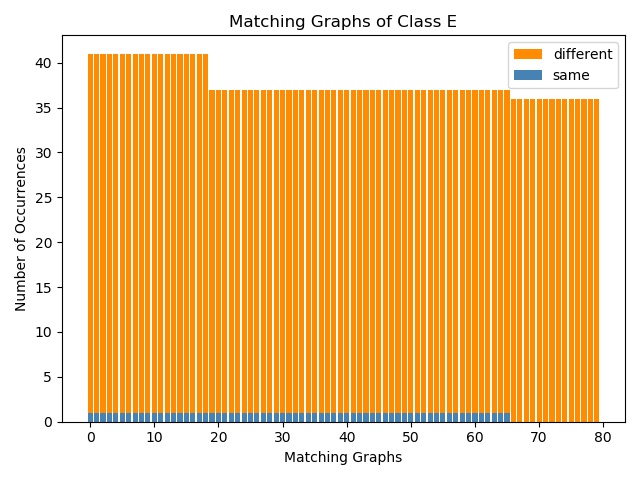 Matching Graphs of Class E
different
same
Number of Occurrences
40
35
30
25
20
15
10
5
0
0 10 20 30 40 50 60 70 80
Matching Graphs